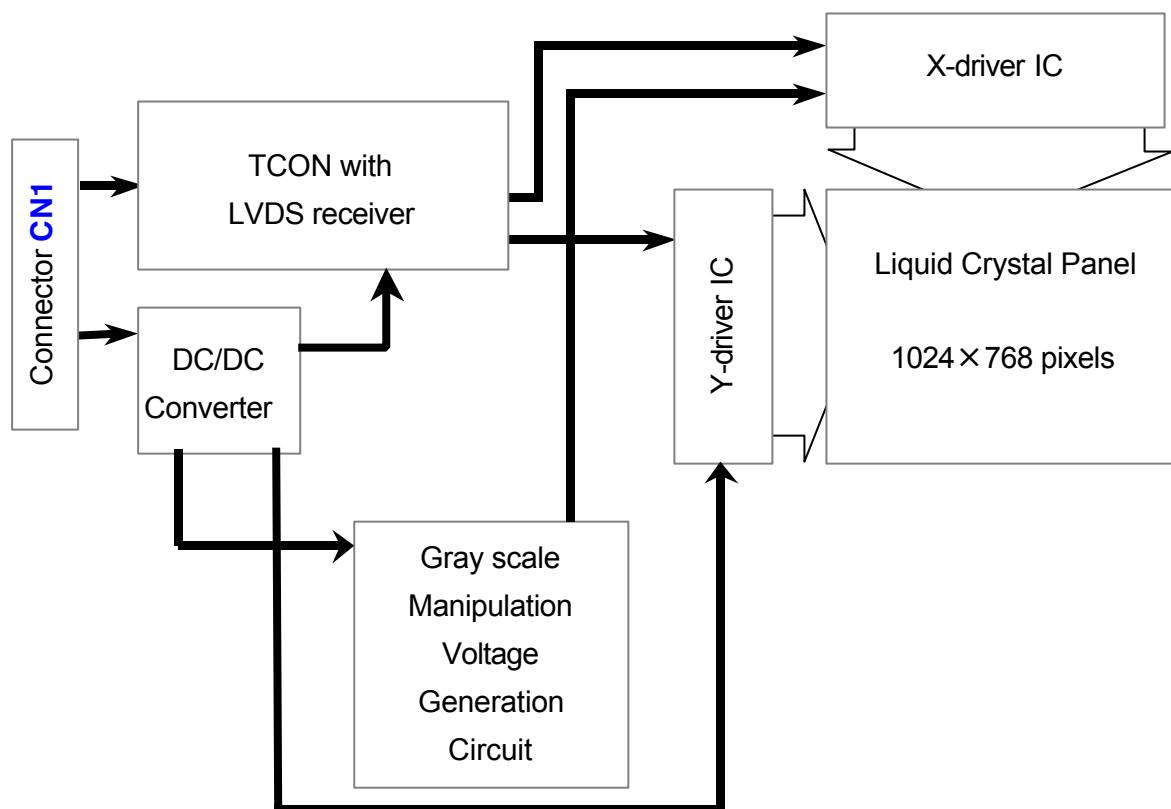 X-driver IC
TCON with
LVDS receiver
Connector CN1
Y-driver IC
Liquid Crystal Panel
1024×768 pixels
DC/DC
Converter
Gray scale
Manipulation
Voltage
Generation
Circuit